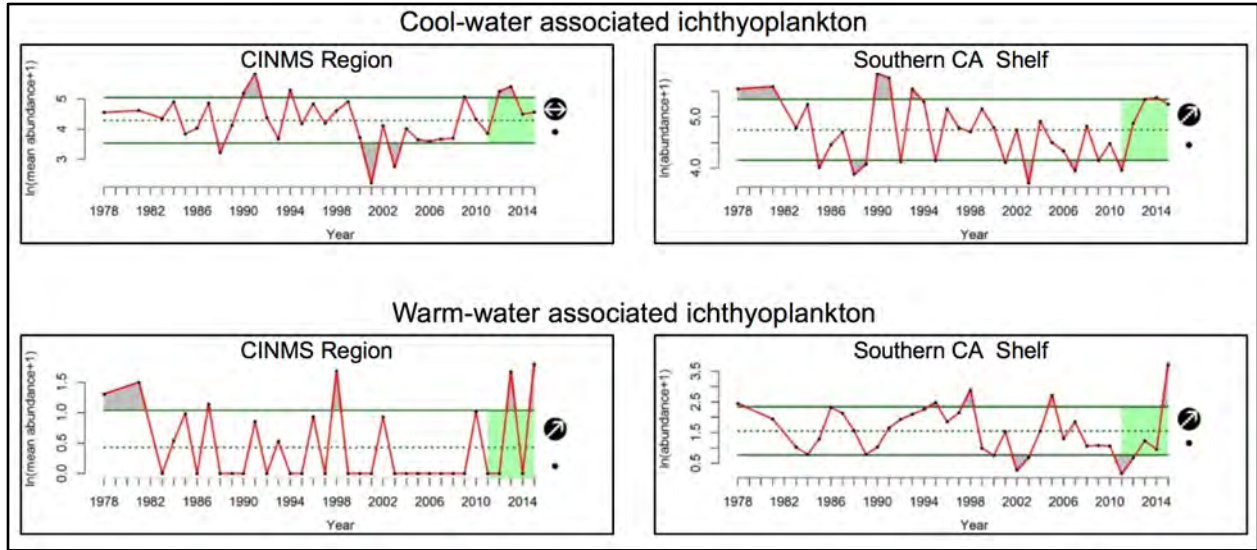 Cool-water associated ichthyoplankton
CINMS Region
ln(mean abundance+1)
5
4
3
1978 1982 1986 1990 1994 1998 2002 2006 2010 2014
Year
Southern CA Shelf
ln(abundance+1)
5.0
4.0
1978 1982 1986 1990 1994 1998 2002 2006 2010 2014
Year
Warm-water associated ichthyoplankton
CINMS Region
ln(mean abundance+1)
1.5
1.0
0.5
0.0
1978 1982 1986 1990 1994 1998 2002 2006 2010 2014
Year
Southern CA Shelf
ln(abundance+1)
3.5
2.5
1.5
0.5
1978 1982 1986 1990 1994 1998 2002 2006 2010 2014
Year